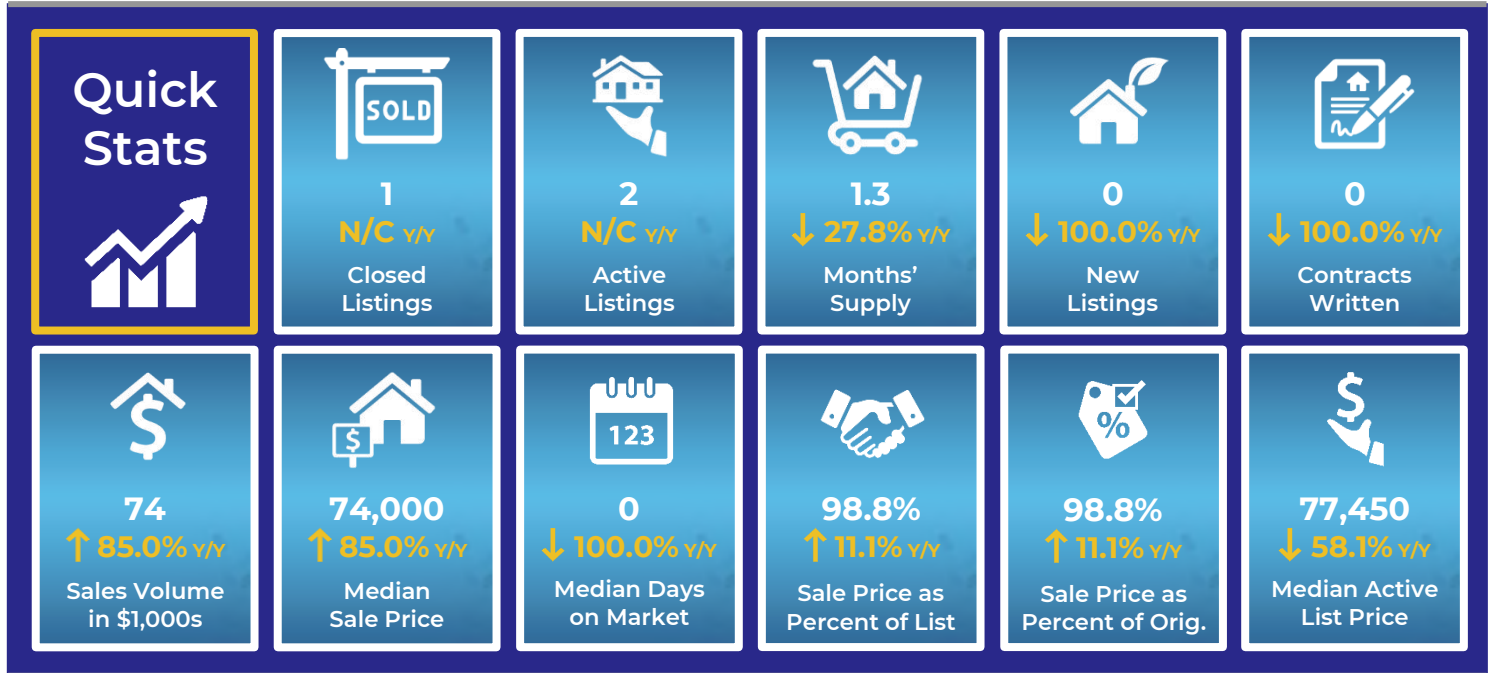 Quick
Stats
SOLD
1
N/C Y/Y
Closed
Listings
2
N/C Y/Y
Active
Listings
1.3
↓ 27.8% Y/Y
Months’
Supply
0
↓ 100.0% Y/Y
New
Listings
0
↓ 100.0% Y/Y
Contracts
Written
$
74
↑ 85.0% Y/Y
Sales Volume
in $1,000s
$
74,000
↑ 85.0% Y/Y
Median
Sale Price
123
0
↓ 100.0% Y/Y
Median Days
on Market
98.8%
↑ 11.1% Y/Y
Sale Price as
Percent of List
%
98.8%
↑ 11.1% Y/Y
Sale Price as
Percent of Orig.
$
77,450
↓ 58.1% Y/Y
Median Active
List Price